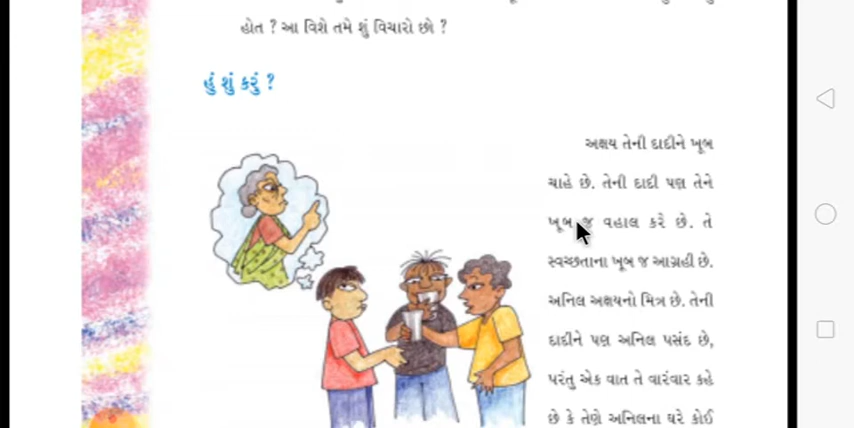 હોત ? આ વિશે તમે શું વિચારો છો ?
હું શું કરું ?
અક્ષય તેની દાદીને ખૂબ
ચાહે છે. તેની દાદી પણ તેને
ખૂબ જ વહાલ કરે છે. તે
સ્વચ્છતાના ખૂબ જ આગ્રહી છે.
અનિલ અક્ષયનો મિત્ર છે. તેની
દાદીને પણ અનિલ પસંદ છે,
પરંતુ એક વાત તે વારંવાર કહે
છે કે તેણે અનિલના ઘરે કોઈ